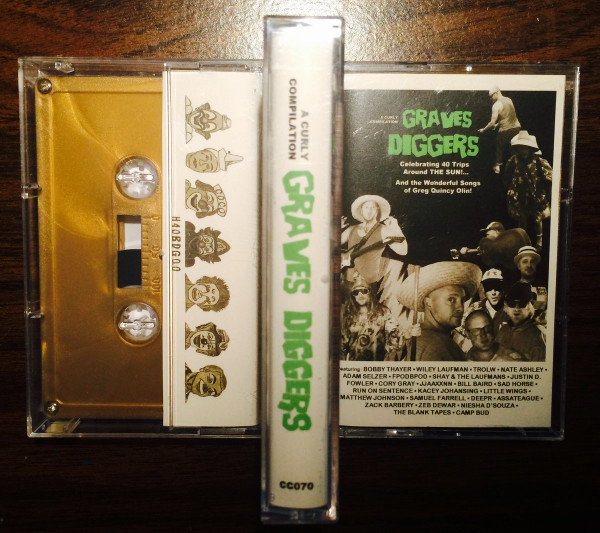 H4OBDGQO
A CURLY
COMPILATION
GRAVES DIGGERS
CC070
A CURLY
COMPILATION
GRAVES
DIGGERS
Celebrating 40 Trips
Around THE SUN!...
And the Wonderful Songs
of Greg Quincy Olin!
featuring BOBBY THAYER • WILEY LAUFMAN • TROLW • NATE ASHLEY •
ADAM SELZER • FPODBPOD • SHAY & THE LAUFMANS • JUSTIN D.
FOWLER • CORY GRAY • JJAAXXNN • BILL BAIRD • SAD HORSE •
RUN ON SENTENCE • KACEY JOHANSING • LITTLE WINGS •
MATTHEW JOHNSON • SAMUEL FARRELL • DEEPR • ASSATEAGUE •
ZACK BARBERY • ZEB DEWAR • NIESHA D'SOUZA •
THE BLANK TAPES • CAMP BUD